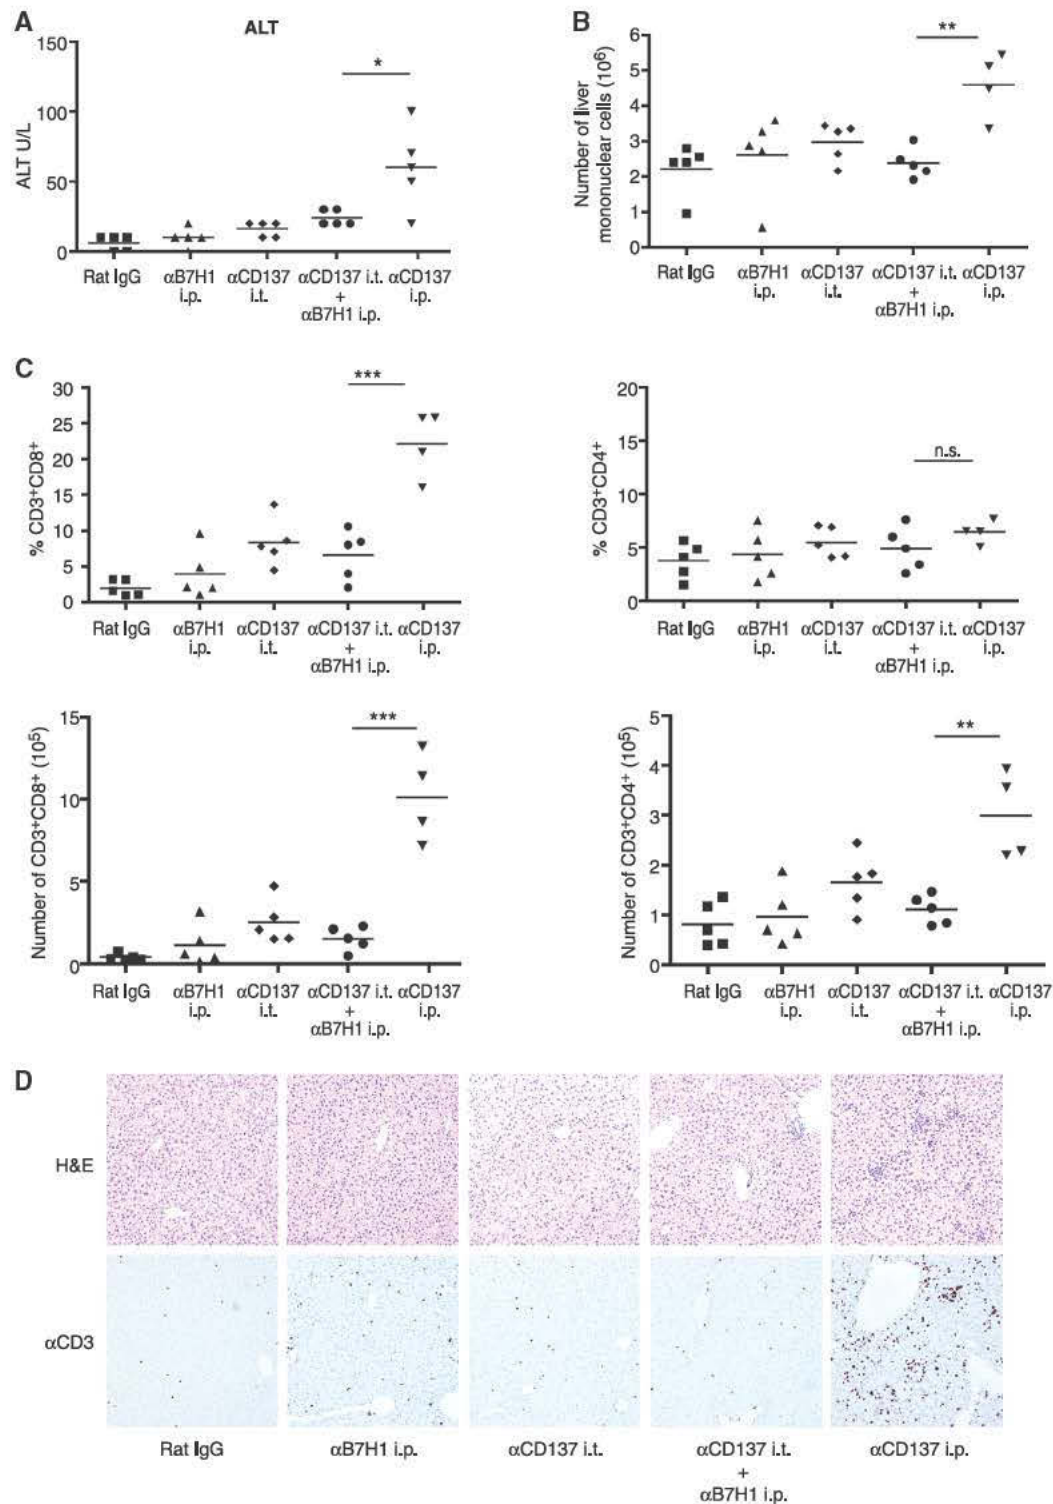 A
ALT
150
100
50
0
ALT U/L
*
Rat IgG αB7H1 αCD137 αCD137 i.t. αCD137
i.p. i.t. + i.p.
αB7H1 i.p.
B
6
5
4
3
2
1
0
Number of liver
mononuclear cells (10⁶)
**
Rat IgG αB7H1 αCD137 αCD137 i.t. αCD137
i.p. i.t. + i.p.
αB7H1 i.p.
C
30
25
20
15
10
5
0
% CD3⁺CD8⁺
***
Rat IgG αB7H1 αCD137 αCD137 i.t. αCD137
i.p. i.t. + i.p.
αB7H1 i.p.
20
15
10
5
0
% CD3⁺CD4⁺
n.s.
Rat IgG αB7H1 αCD137 αCD137 i.t. αCD137
i.p. i.t. + i.p.
αB7H1 i.p.
15
10
5
0
Number of CD3⁺CD8⁺ (10⁵)
***
Rat IgG αB7H1 αCD137 αCD137 i.t. αCD137
i.p. i.t. + i.p.
αB7H1 i.p.
5
4
3
2
1
0
Number of CD3⁺CD4⁺ (10⁵)
**
Rat IgG αB7H1 αCD137 αCD137 i.t. αCD137
i.p. i.t. + i.p.
αB7H1 i.p.
D
H&E
αCD3
Rat IgG αB7H1 i.p. αCD137 i.t. αCD137 i.t. αCD137 i.p.
+
αB7H1 i.p.